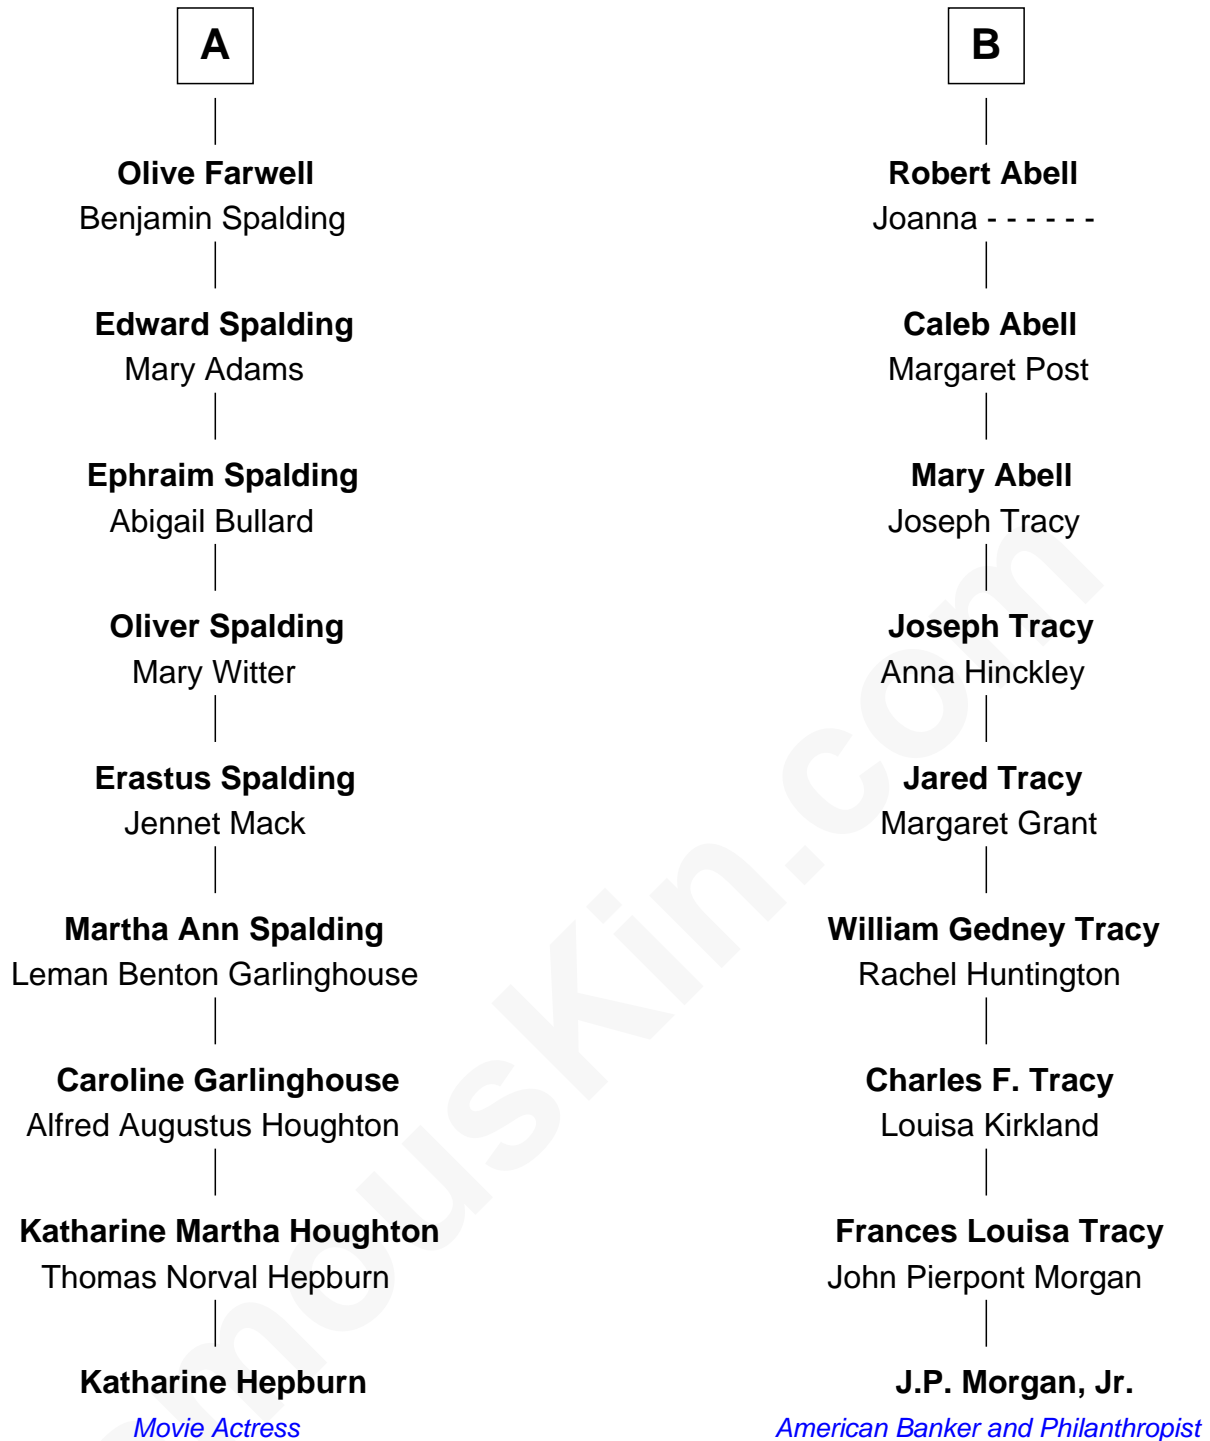 A
Olive Farwell
Benjamin Spalding
Edward Spalding
Mary Adams
Ephraim Spalding
Abigail Bullard
Oliver Spalding
Mary Witter
Erastus Spalding
Jennet Mack
Martha Ann Spalding
Leman Benton Garlinghouse
Caroline Garlinghouse
Alfred Augustus Houghton
Katharine Martha Houghton
Thomas Norval Hepburn
Katharine Hepburn
Movie Actress
B
Robert Abell
Joanna - - - - - -
Caleb Abell
Margaret Post
Mary Abell
Joseph Tracy
Joseph Tracy
Anna Hinckley
Jared Tracy
Margaret Grant
William Gedney Tracy
Rachel Huntington
Charles F. Tracy
Louisa Kirkland
Frances Louisa Tracy
John Pierpont Morgan
J.P. Morgan, Jr.
American Banker and Philanthropist
mousKin.com